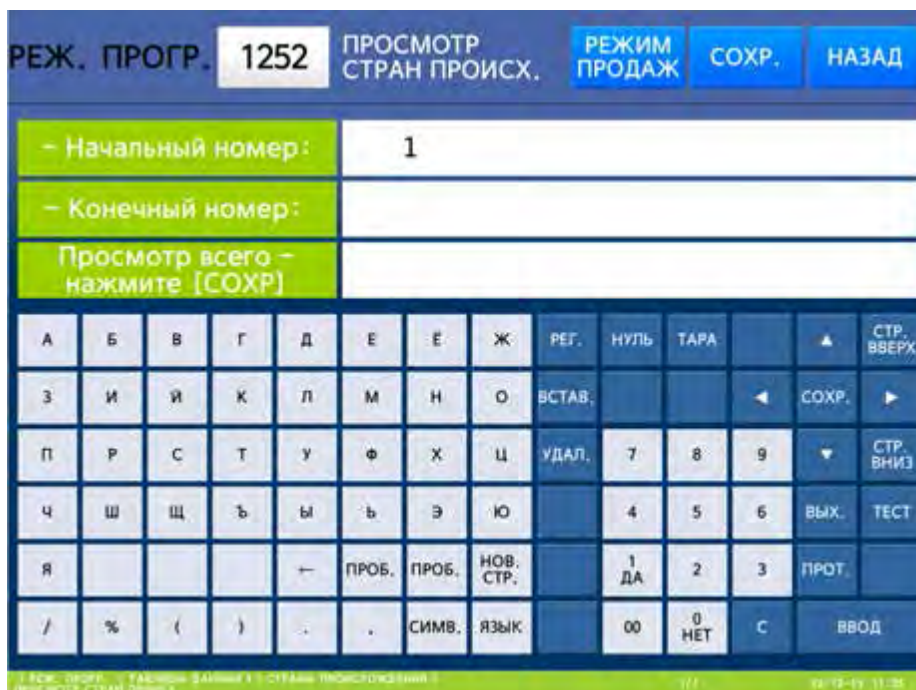 РЕЖ. ПРОГР. 1252 ПРОСМОТР РЕЖИМ СОХР. НАЗАД
СТРАН ПРОИСХ. ПРОДАЖ
- Начальный номер: 1
- Конечный номер:
Просмотр всего -
нажмите [СОХР]
А Б В Г Д Е Ё Ж РЕГ. НУЛЬ ТАРА ▲ СТР. ВВЕРХ
З И Й К Л М Н О ВСТАВ. ◄ СОХР. ►
П Р С Т У Ф Х Ц УДАЛ. 7 8 9 ▼ СТР. ВНИЗ
Ч Ш Щ Ъ Ы Ь Э Ю 4 5 6 ВЫХ. ТЕСТ
Я ← ПРОБ. ПРОБ. НОВ. СТР. 1 ДА 2 3 ПРОТ.
/ % ( ) . , СИМВ. ЯЗЫК 00 0 НЕТ С ВВОД